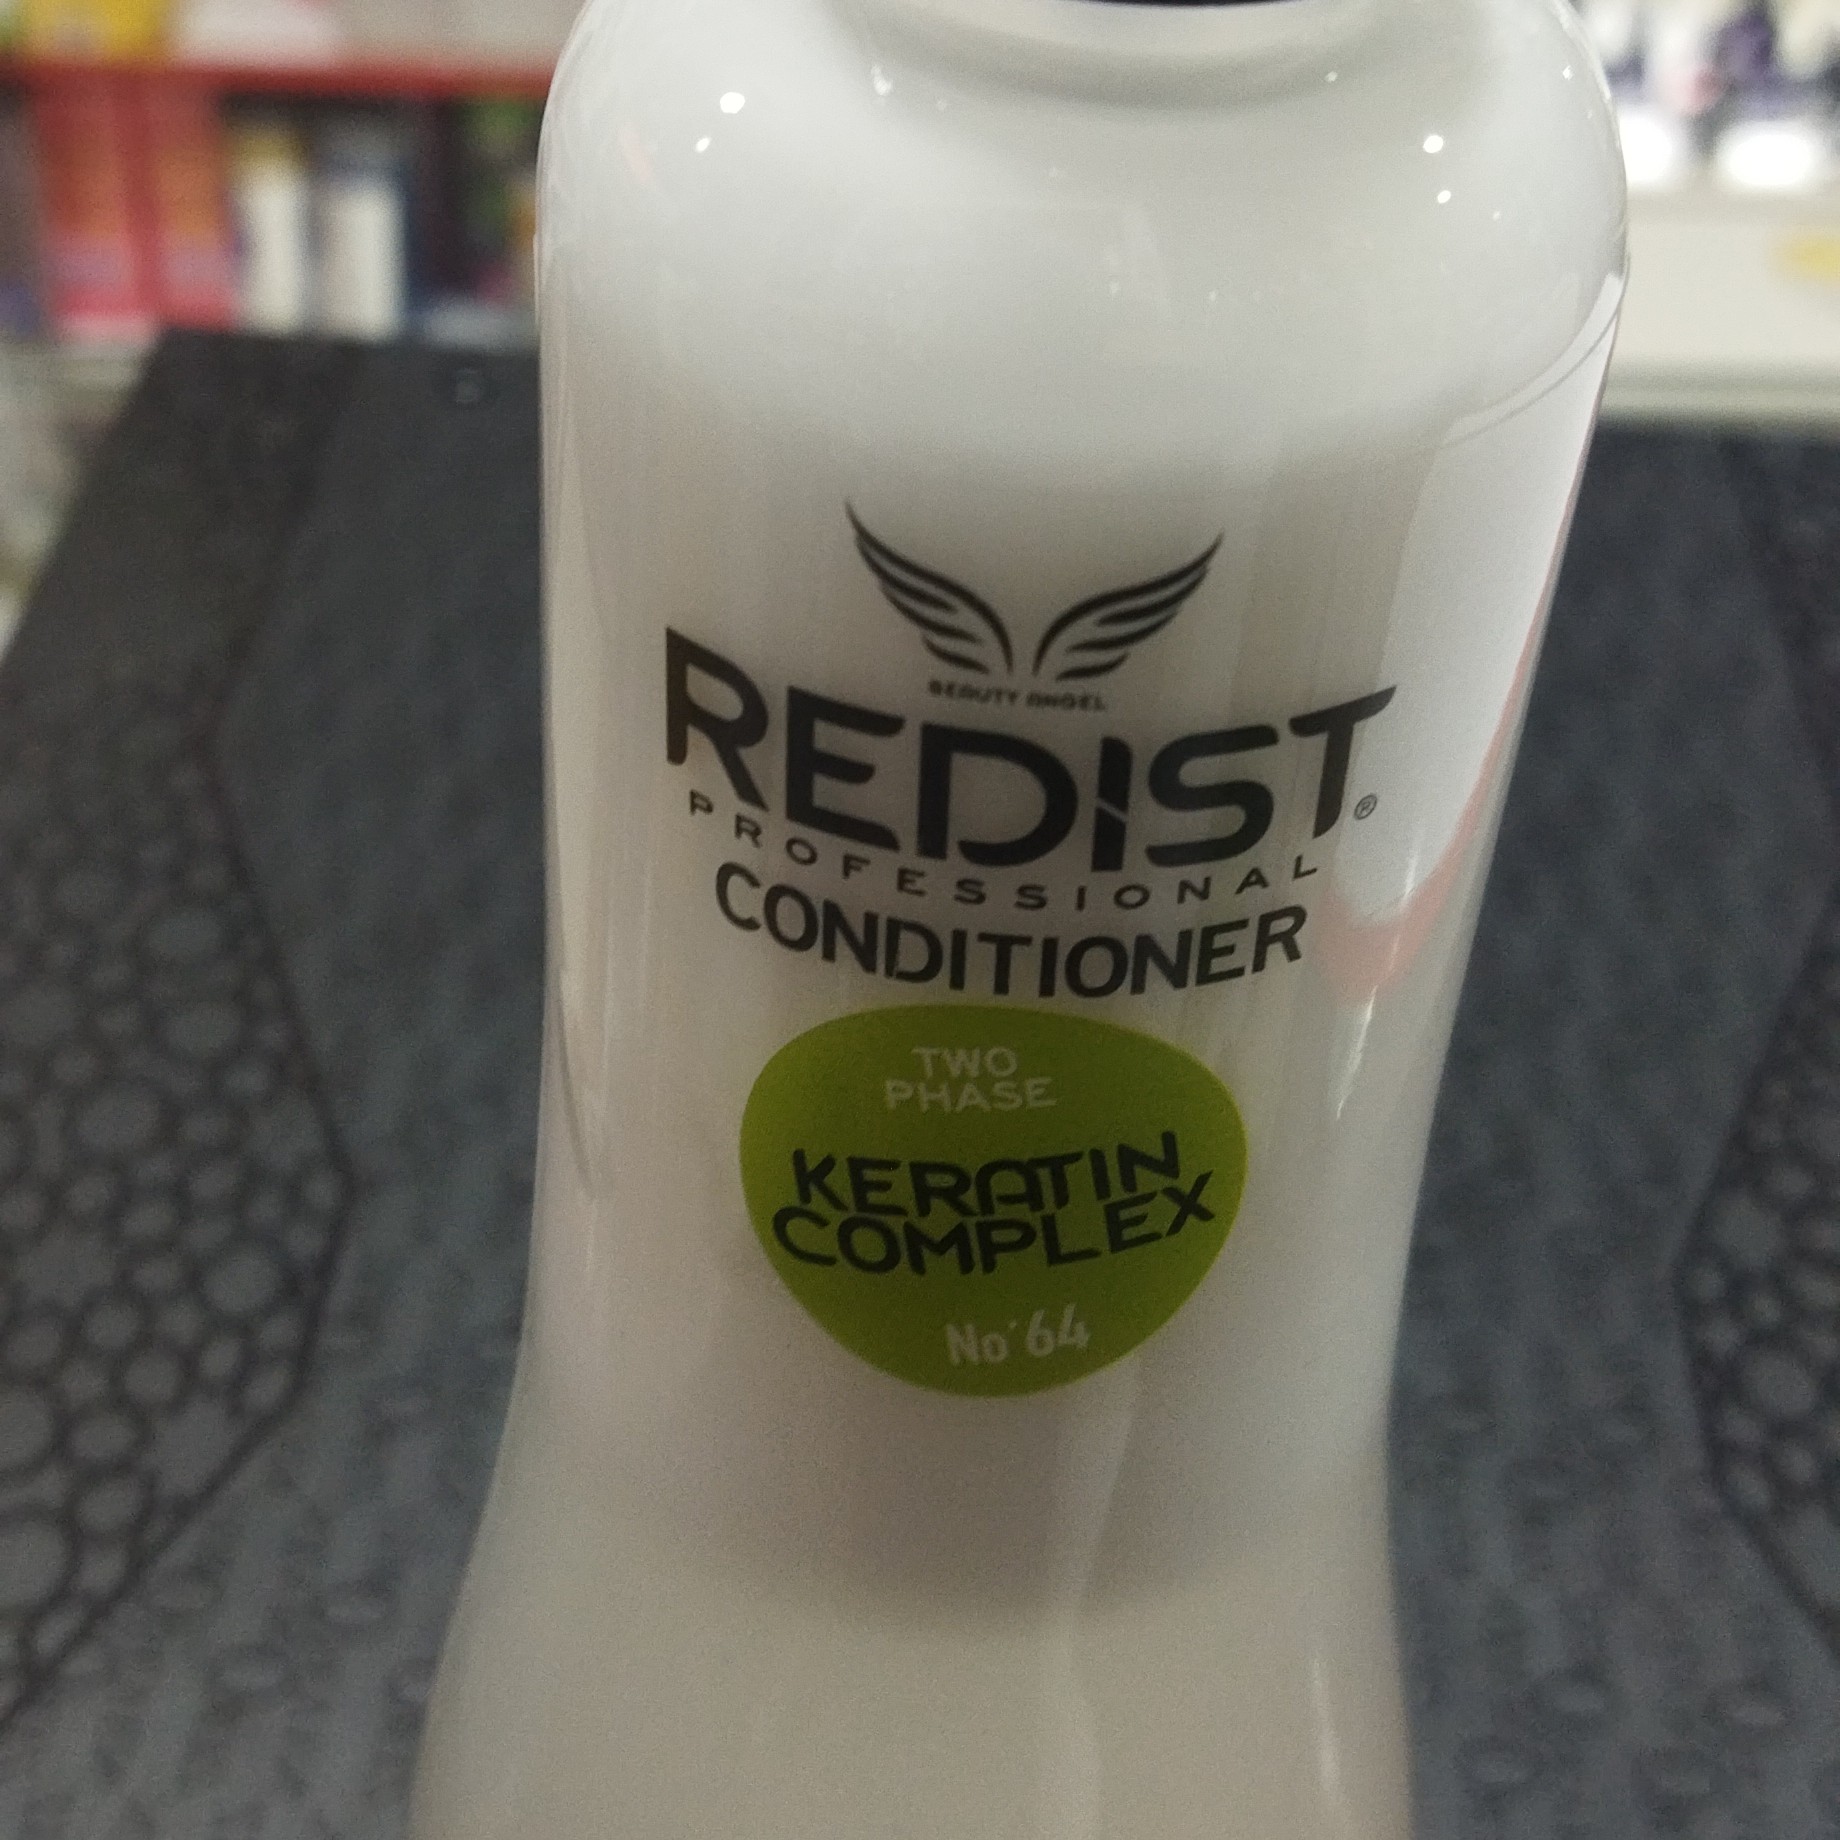 BEAUTY ANGEL
REDIST®
PROFESSIONAL
CONDITIONER
TWO
PHASE
KERATIN
COMPLEX
No'64